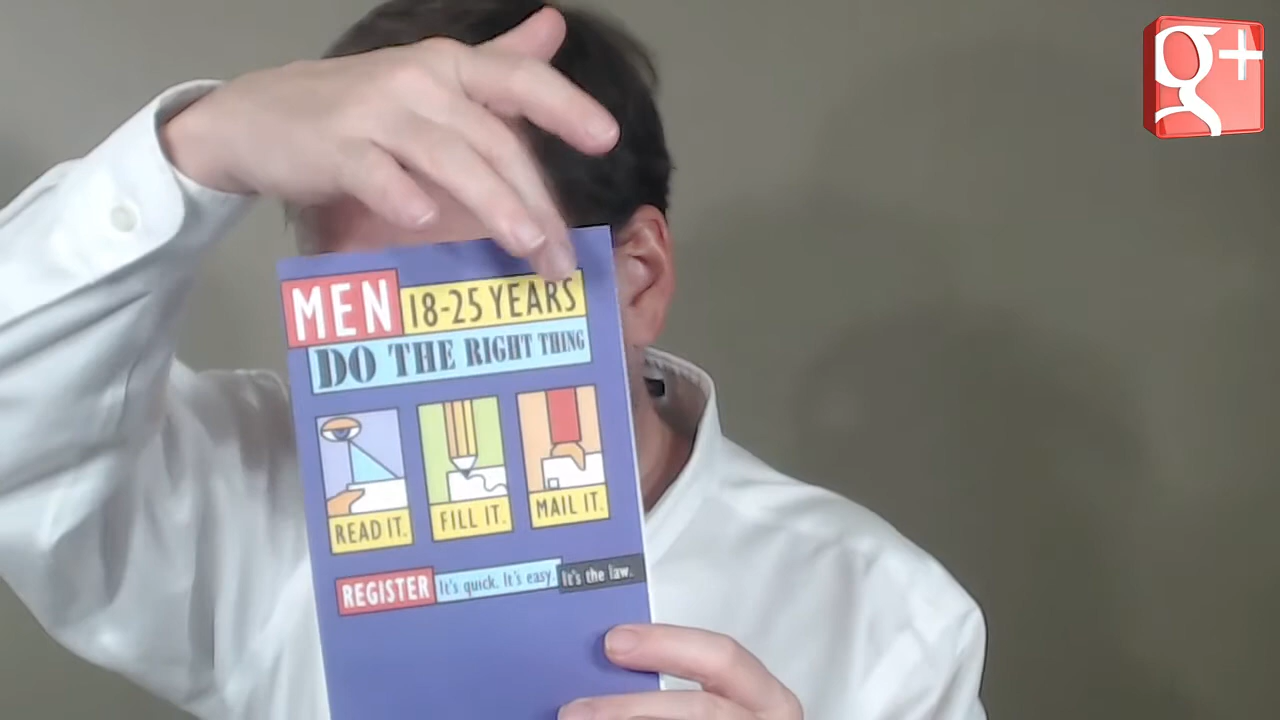 MEN 18-25 YEARS
DO THE RIGHT THING
READ IT. FILL IT. MAIL IT.
REGISTER It's quick. It's easy. It's the law.
g+